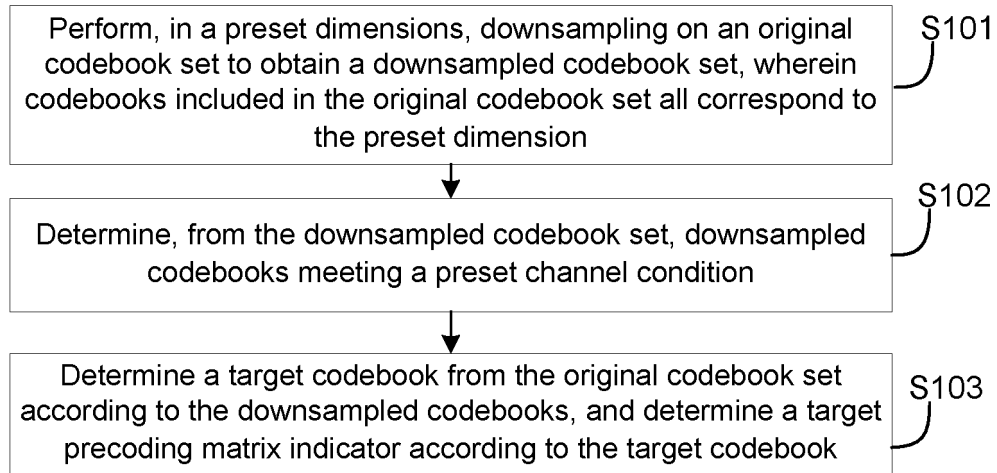 Perform, in a preset dimensions, downsampling on an original
codebook set to obtain a downsampled codebook set, wherein
codebooks included in the original codebook set all correspond to
the preset dimension
S101
Determine, from the downsampled codebook set, downsampled
codebooks meeting a preset channel condition
S102
Determine a target codebook from the original codebook set
according to the downsampled codebooks, and determine a target
precoding matrix indicator according to the target codebook
S103